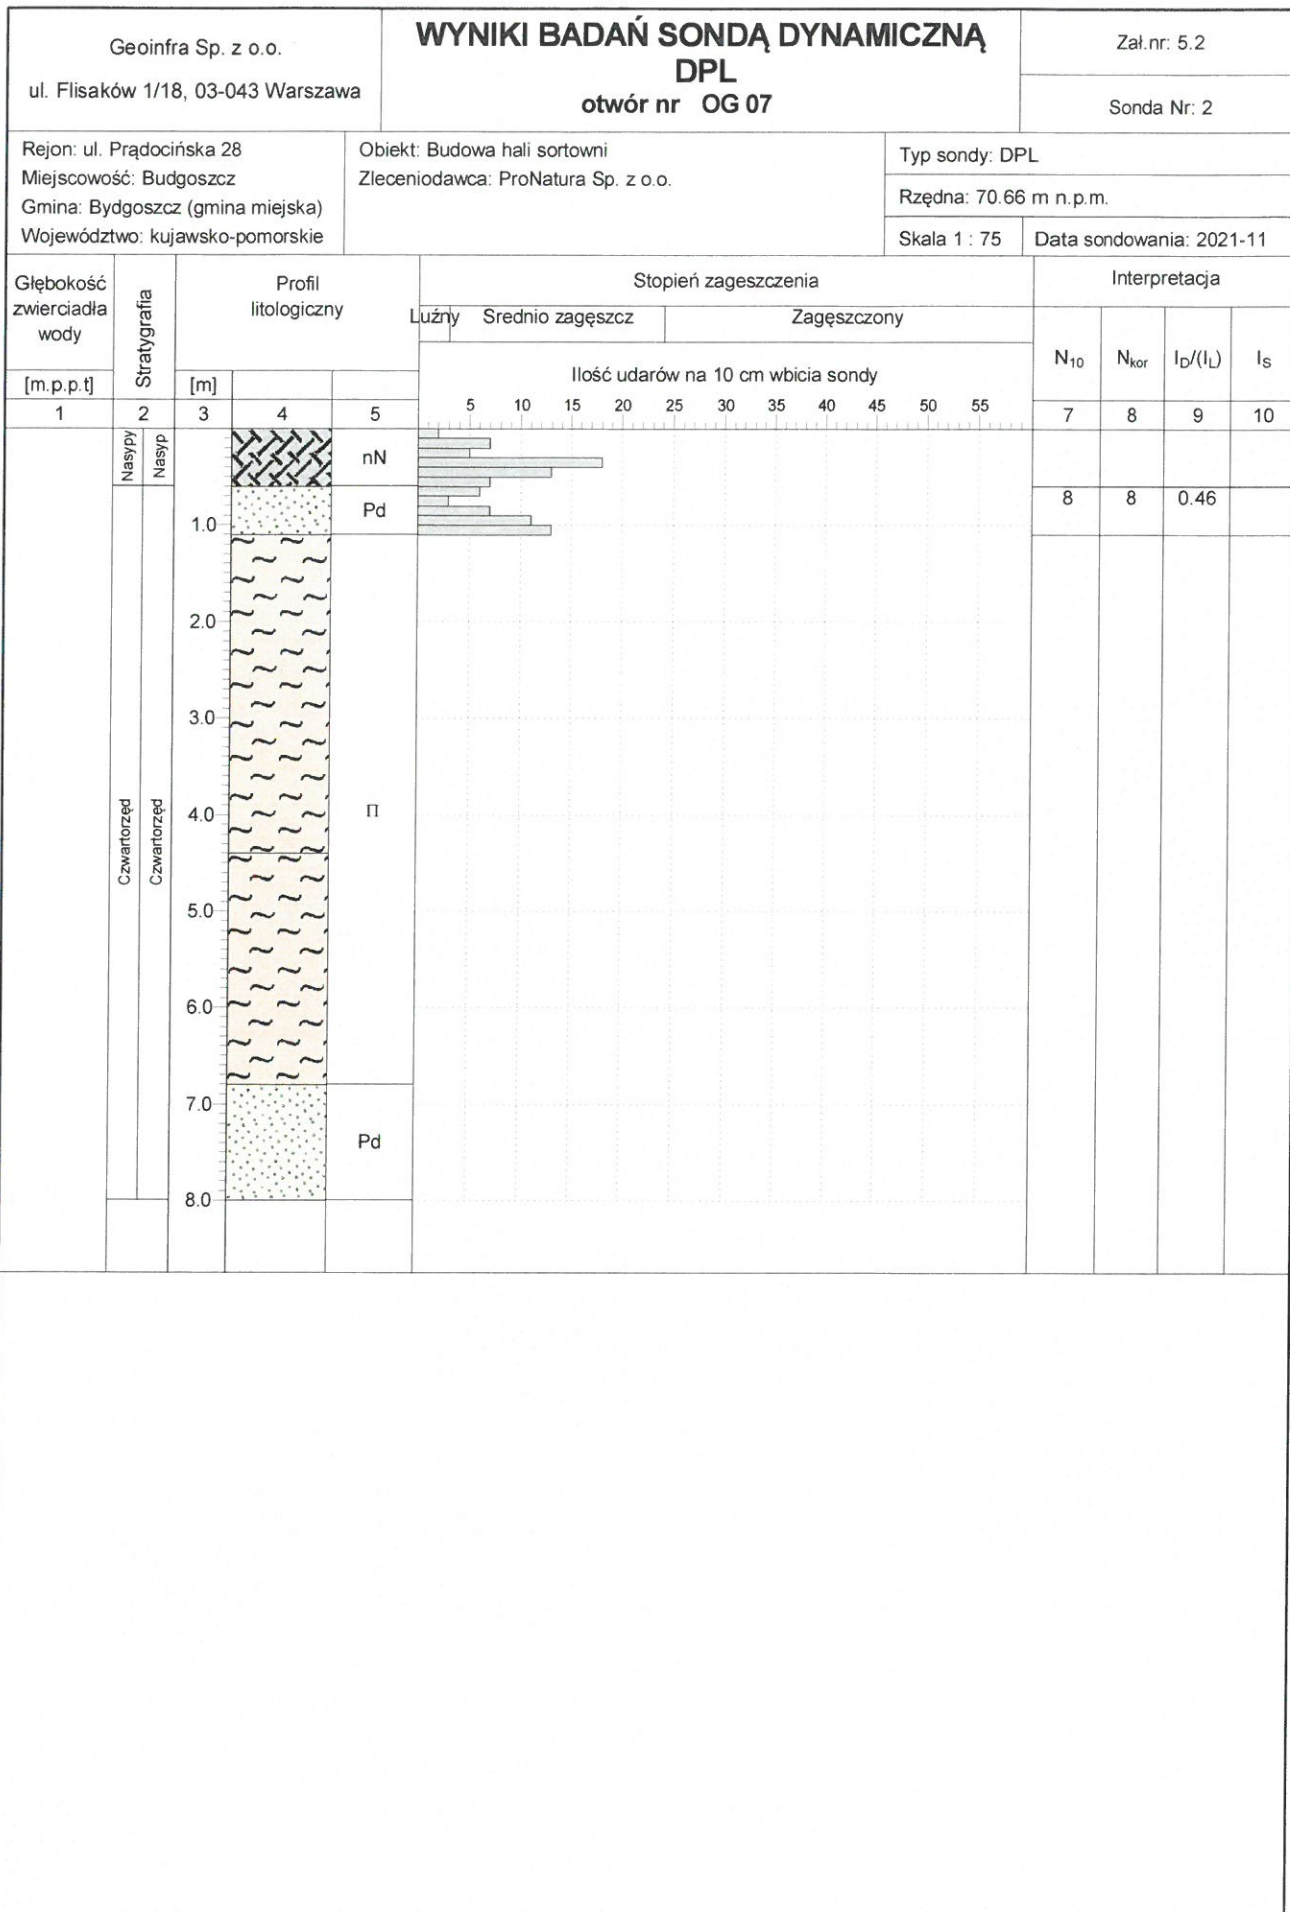 Geoinfra Sp. z o.o.
ul. Flisaków 1/18, 03-043 Warszawa
WYNIKI BADAŃ SONDĄ DYNAMICZNĄ
DPL
otwór nr OG 07
Zał.nr: 5.2
Sonda Nr: 2
Rejon: ul. Prądocińska 28
Miejscowość: Budgoszcz
Gmina: Bydgoszcz (gmina miejska)
Województwo: kujawsko-pomorskie
Obiekt: Budowa hali sortowni
Zleceniodawca: ProNatura Sp. z o.o.
Typ sondy: DPL
Rzędna: 70.66 m n.p.m.
Skala 1 : 75
Data sondowania: 2021-11
Głębokość
zwierciadła
wody
[m.p.p.t]
Stratygrafia
Profil
litologiczny
[m]
Stopień zageszczenia
Luźny Srednio zagęszcz Zagęszczony
Ilość udarów na 10 cm wbicia sondy
5 10 15 20 25 30 35 40 45 50 55
Interpretacja
N10 Nkor ID/(IL) IS
1 2 3 4 5 7 8 9 10
Nasypy
Nasyp
nN
Pd
8 8 0.46
1.0
2.0
3.0
Czwartorzęd
Czwartorzęd
4.0
Π
5.0
6.0
7.0
Pd
8.0